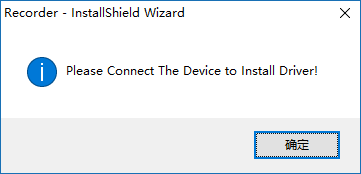 Recorder - InstallShield Wizard
Please Connect The Device to Install Driver!
确定